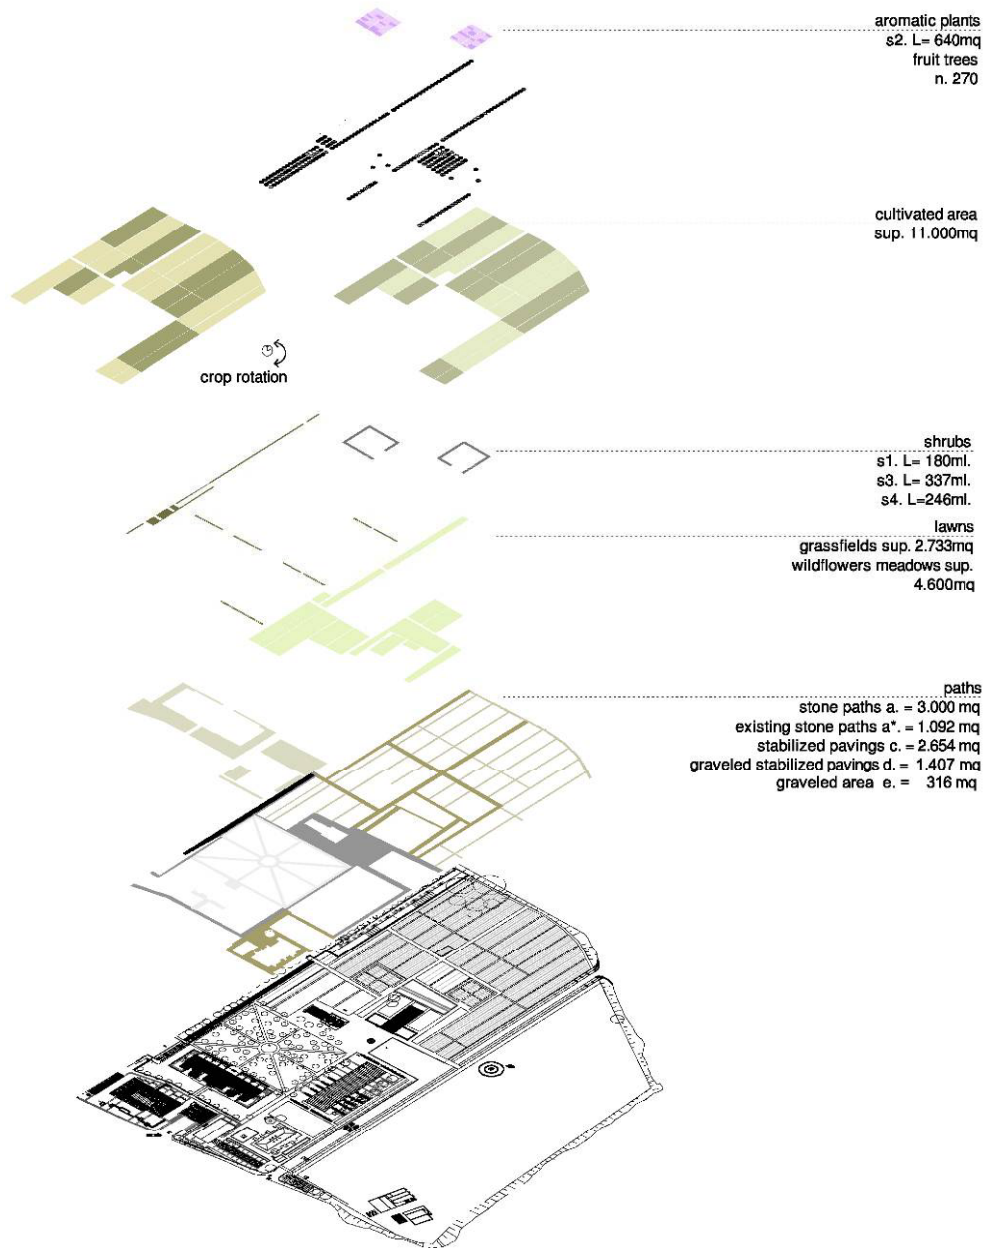 aromatic plants
s2. L= 640mq
fruit trees
n. 270
cultivated area
sup. 11.000mq
crop rotation
shrubs
s1. L= 180ml.
s3. L= 337ml.
s4. L=246ml.
lawns
grassfields sup. 2.733mq
wildflowers meadows sup.
4.600mq
paths
stone paths a. = 3.000 mq
existing stone paths a*. = 1.092 mq
stabilized pavings c. = 2.654 mq
graveled stabilized pavings d. = 1.407 mq
graveled area e. = 316 mq